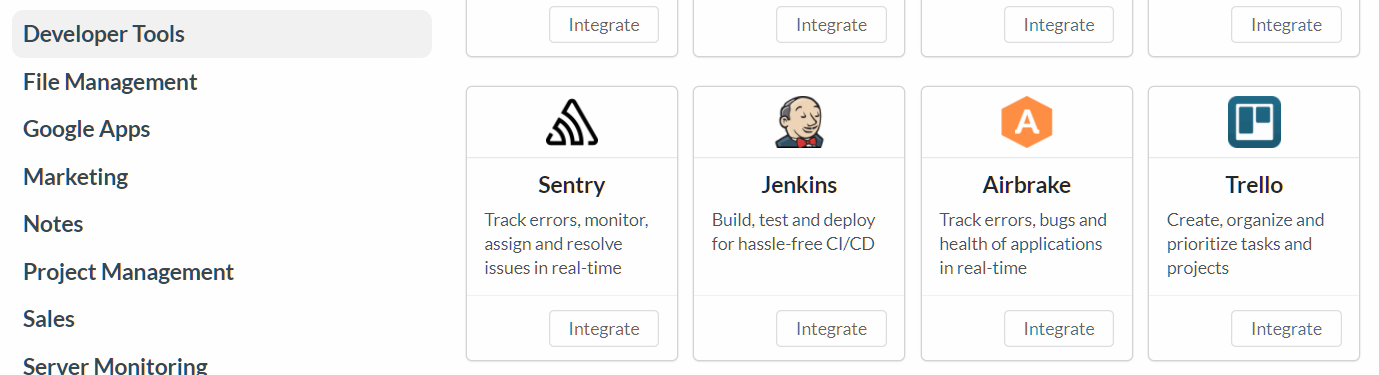 Developer Tools
File Management
Google Apps
Marketing
Notes
Project Management
Sales
Server Monitoring
Integrate
Integrate
Integrate
Integrate
Sentry
Track errors, monitor,
assign and resolve
issues in real-time
Integrate
Jenkins
Build, test and deploy
for hassle-free CI/CD
Integrate
A
Airbrake
Track errors, bugs and
health of applications
in real-time
Integrate
Trello
Create, organize and
prioritize tasks and
projects
Integrate